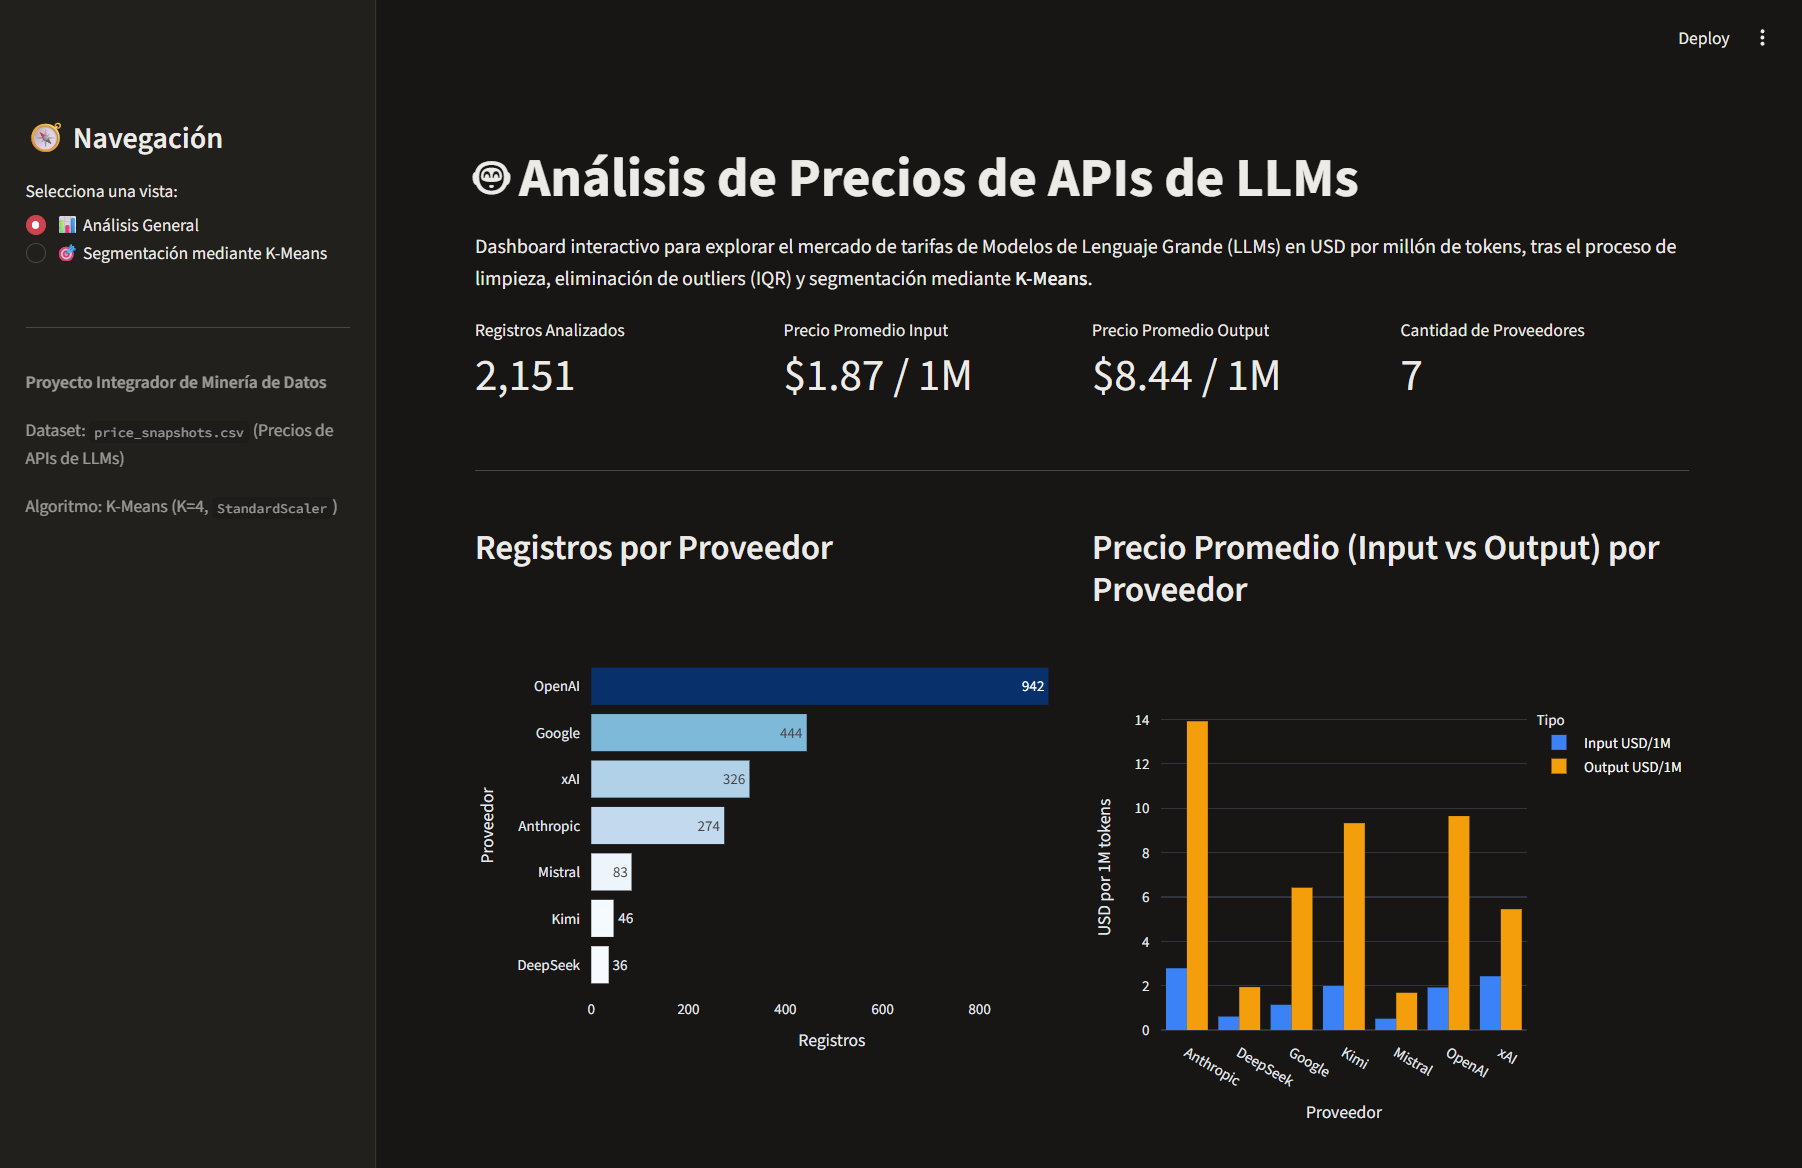 Deploy
Navegación
Selecciona una vista:
Análisis General
Segmentación mediante K-Means
Proyecto Integrador de Minería de Datos
Dataset: price_snapshots.csv (Precios de
APIs de LLMs)
Algoritmo: K-Means (K=4, StandardScaler)
Análisis de Precios de APIs de LLMs
Dashboard interactivo para explorar el mercado de tarifas de Modelos de Lenguaje Grande (LLMs) en USD por millón de tokens, tras el proceso de
limpieza, eliminación de outliers (IQR) y segmentación mediante K-Means.
Registros Analizados
2,151
Precio Promedio Input
$1.87 / 1M
Precio Promedio Output
$8.44 / 1M
Cantidad de Proveedores
7
Registros por Proveedor
Proveedor
OpenAI 942
Google 444
xAI 326
Anthropic 274
Mistral 83
Kimi 46
DeepSeek 36
0 200 400 600 800
Registros
Precio Promedio (Input vs Output) por
Proveedor
USD por 1M tokens
14
12
10
8
6
4
2
0
Anthropic DeepSeek Google Kimi Mistral OpenAI xAI
Proveedor
Tipo
Input USD/1M
Output USD/1M